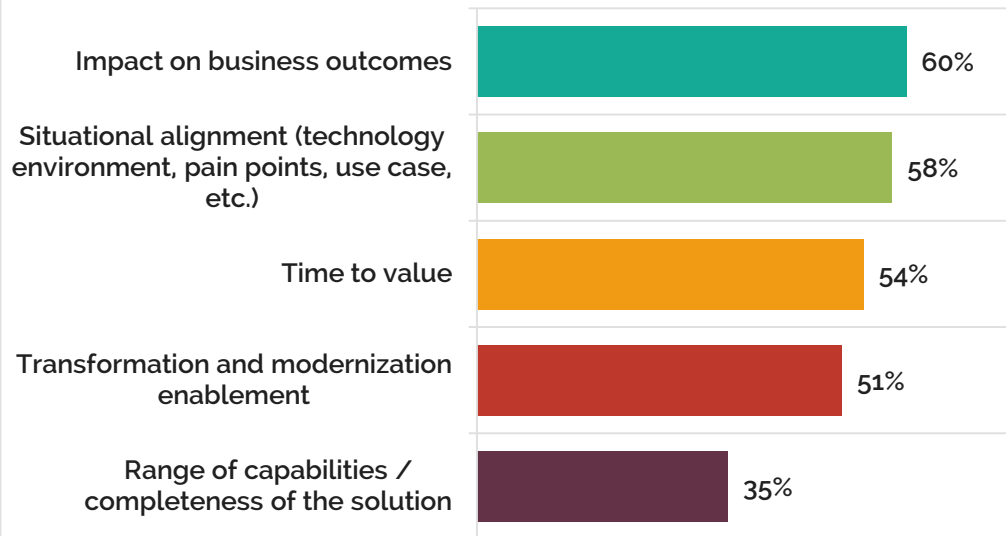 Impact on business outcomes
60%
Situational alignment (technology
environment, pain points, use case,
etc.)
58%
Time to value
54%
Transformation and modernization
enablement
51%
Range of capabilities /
completeness of the solution
35%